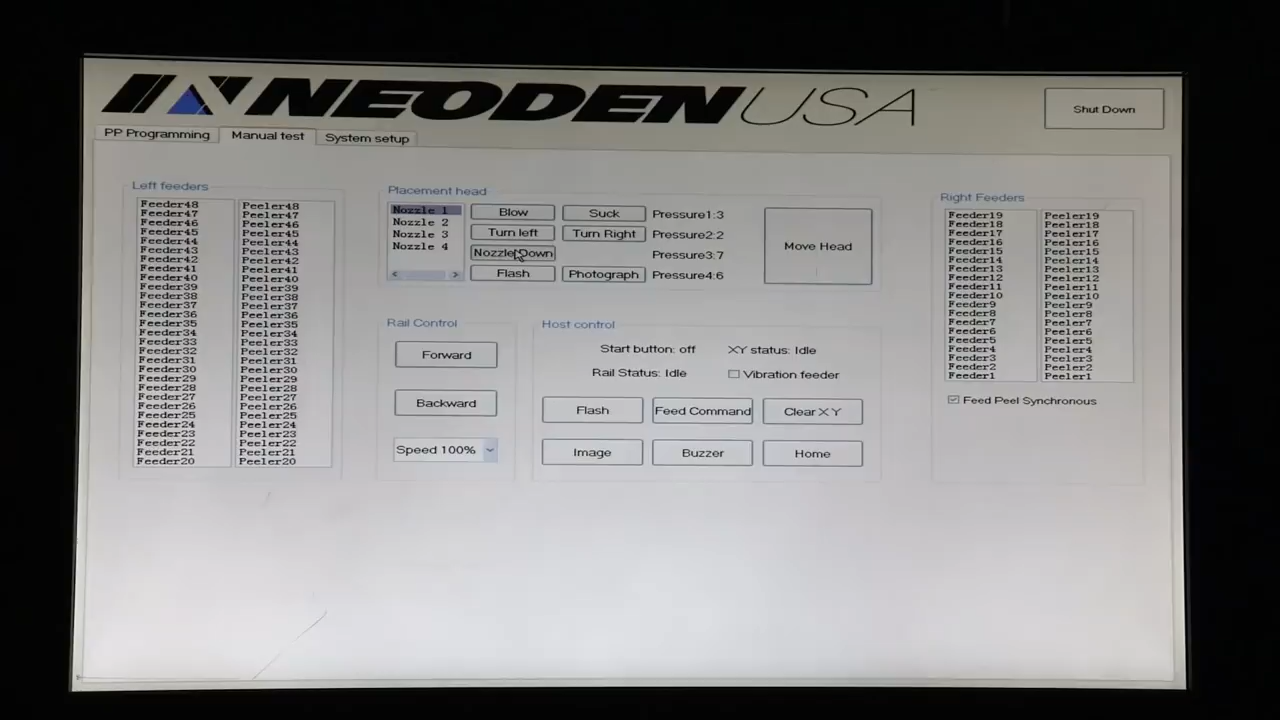 NEODENUSA
Shut Down
PP Programming
Manual test
System setup
Left feeders
Feeder48
Feeder47
Feeder46
Feeder45
Feeder44
Feeder43
Feeder42
Feeder41
Feeder40
Feeder39
Feeder38
Feeder37
Feeder36
Feeder35
Feeder34
Feeder33
Feeder32
Feeder31
Feeder30
Feeder29
Feeder28
Feeder27
Feeder26
Feeder25
Feeder24
Feeder23
Feeder22
Feeder21
Feeder20
Peeler48
Peeler47
Peeler46
Peeler45
Peeler44
Peeler43
Peeler42
Peeler41
Peeler40
Peeler39
Peeler38
Peeler37
Peeler36
Peeler35
Peeler34
Peeler33
Peeler32
Peeler31
Peeler30
Peeler29
Peeler28
Peeler27
Peeler26
Peeler25
Peeler24
Peeler23
Peeler22
Peeler21
Peeler20
Placement head
Nozzle 1
Nozzle 2
Nozzle 3
Nozzle 4
Blow
Suck
Pressure1:3
Turn left
Turn Right
Pressure2:2
Nozzle Down
Pressure3:7
Flash
Photograph
Pressure4:6
Move Head
Rail Control
Forward
Backward
Speed 100%
Host control
Start button: off
XY status: Idle
Rail Status: Idle
Vibration feeder
Flash
Feed Command
Clear XY
Image
Buzzer
Home
Right Feeders
Feeder19
Feeder18
Feeder17
Feeder16
Feeder15
Feeder14
Feeder13
Feeder12
Feeder11
Feeder10
Feeder9
Feeder8
Feeder7
Feeder6
Feeder5
Feeder4
Feeder3
Feeder2
Feeder1
Peeler19
Peeler18
Peeler17
Peeler16
Peeler15
Peeler14
Peeler13
Peeler12
Peeler11
Peeler10
Peeler9
Peeler8
Peeler7
Peeler6
Peeler5
Peeler4
Peeler3
Peeler2
Peeler1
Feed Peel Synchronous